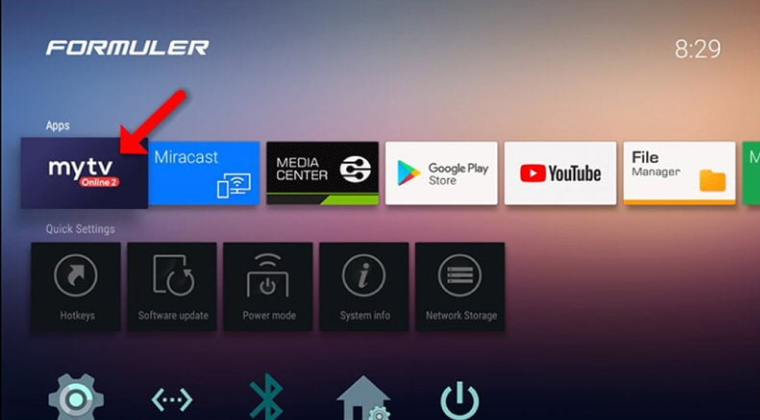 FORMULER
8:29
Apps
mytv
Online 2
Miracast
MEDIA
CENTER
Google Play
Store
YouTube
File
Manager
M
Quick Settings
Hotkeys
Software update
Power mode
System info
Network Storage